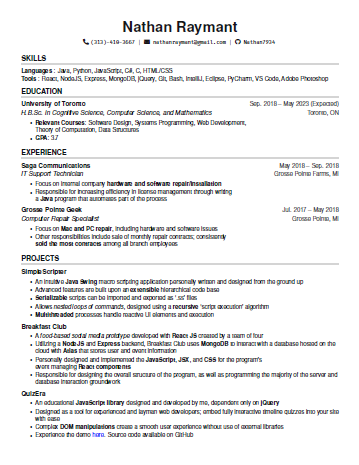 Nathan Raymant
(313)-410-3667 | nathanraymant@gmail.com | Nathan7934
SKILLS
Languages : Java, Python, JavaScript, C#, C, HTML/CSS
Tools : React, NodeJS, Express, MongoDB, jQuery, Git, Bash, IntelliJ, Eclipse, PyCharm, VS Code, Adobe Photoshop
EDUCATION
University of Toronto Sep. 2018 – May 2023 (Expected)
H.B.Sc. in Cognitive Science, Computer Science, and Mathematics Toronto, ON
• Relevant Courses: Software Design, Systems Programming, Web Development,
Theory of Computation, Data Structures
• GPA: 3.7
EXPERIENCE
Saga Communications May 2018 – Sep. 2018
IT Support Technician Grosse Pointe Farms, MI
• Focus on internal company hardware and software repair/installation
• Responsible for increasing efficiency in license management through writing
a Java program that automates part of the process
Grosse Pointe Geek Jul. 2017 – May 2018
Computer Repair Specialist Grosse Pointe, MI
• Focus on Mac and PC repair, including hardware and software issues
• Other responsibilities include sale of monthly repair contracts; consistently
sold the most contracts among all branch employees
PROJECTS
SimpleScripter
• An intuitive Java Swing macro scripting application personally written and designed from the ground up
• Advanced features are built upon an extensible hierarchical code base
• Serializable scripts can be imported and exported as '.ss' files
• Allows nested loops of commands, designed using a recursive 'script execution' algorithm
• Multithreaded processes handle reactive UI elements and execution
Breakfast Club
• A food-based social media prototype developed with React JS created by a team of four
• Utilizing a NodeJS and Express backend, Breakfast Club uses MongoDB to interact with a database hosted on the
cloud with Atlas that stores user and event information
• Personally designed and implemented the JavaScript, JSX, and CSS for the program's
event managing React components
• Responsible for designing the overall structure of the program, as well as programming the majority of the server and
database interaction groundwork
QuizEra
• An educational JavaScript library designed and developed by me, dependent only on jQuery
• Designed as a tool for experienced and layman web developers; embed fully interactive timeline quizzes into your site
with ease
• Complex DOM manipulations create a smooth user experience without use of external libraries
• Experience the demo here. Source code available on GitHub